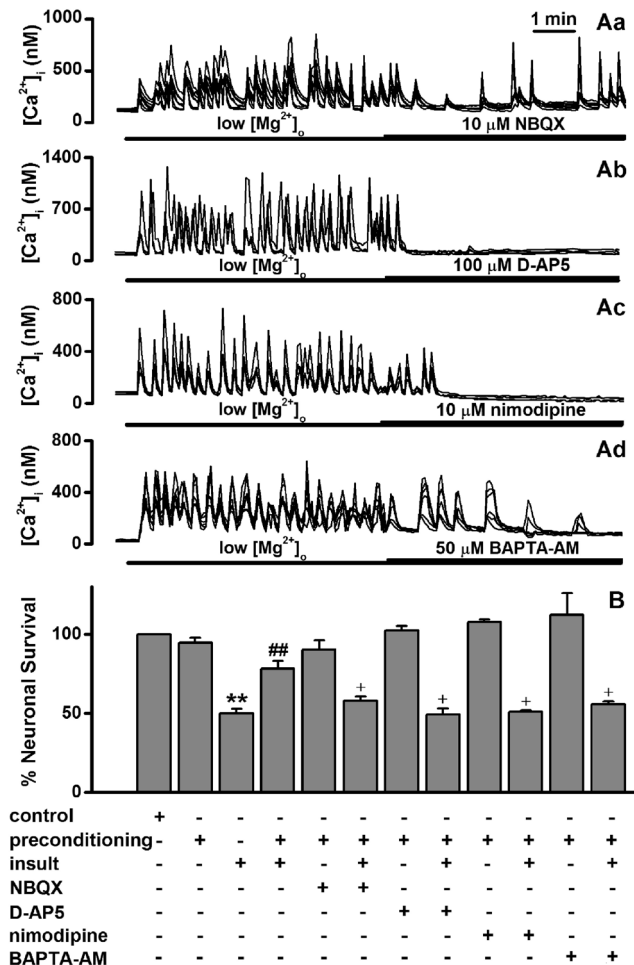 1 min
Aa
[Ca²⁺]ᵢ (nM)
1000
500
0
low [Mg²⁺]ₒ
10 μM NBQX
Ab
[Ca²⁺]ᵢ (nM)
1400
700
0
low [Mg²⁺]ₒ
100 μM D-AP5
Ac
[Ca²⁺]ᵢ (nM)
800
400
0
low [Mg²⁺]ₒ
10 μM nimodipine
Ad
[Ca²⁺]ᵢ (nM)
800
400
0
low [Mg²⁺]ₒ
50 μM BAPTA-AM
B
% Neuronal Survival
100
50
0
** ## + + + +
control + - - - - - - - - - - -
preconditioning - + - + + + + + + + + +
insult - - + + - + - + - + - +
NBQX - - - - + + - - - - - -
D-AP5 - - - - - - + + - - - -
nimodipine - - - - - - - - + + - -
BAPTA-AM - - - - - - - - - - + +